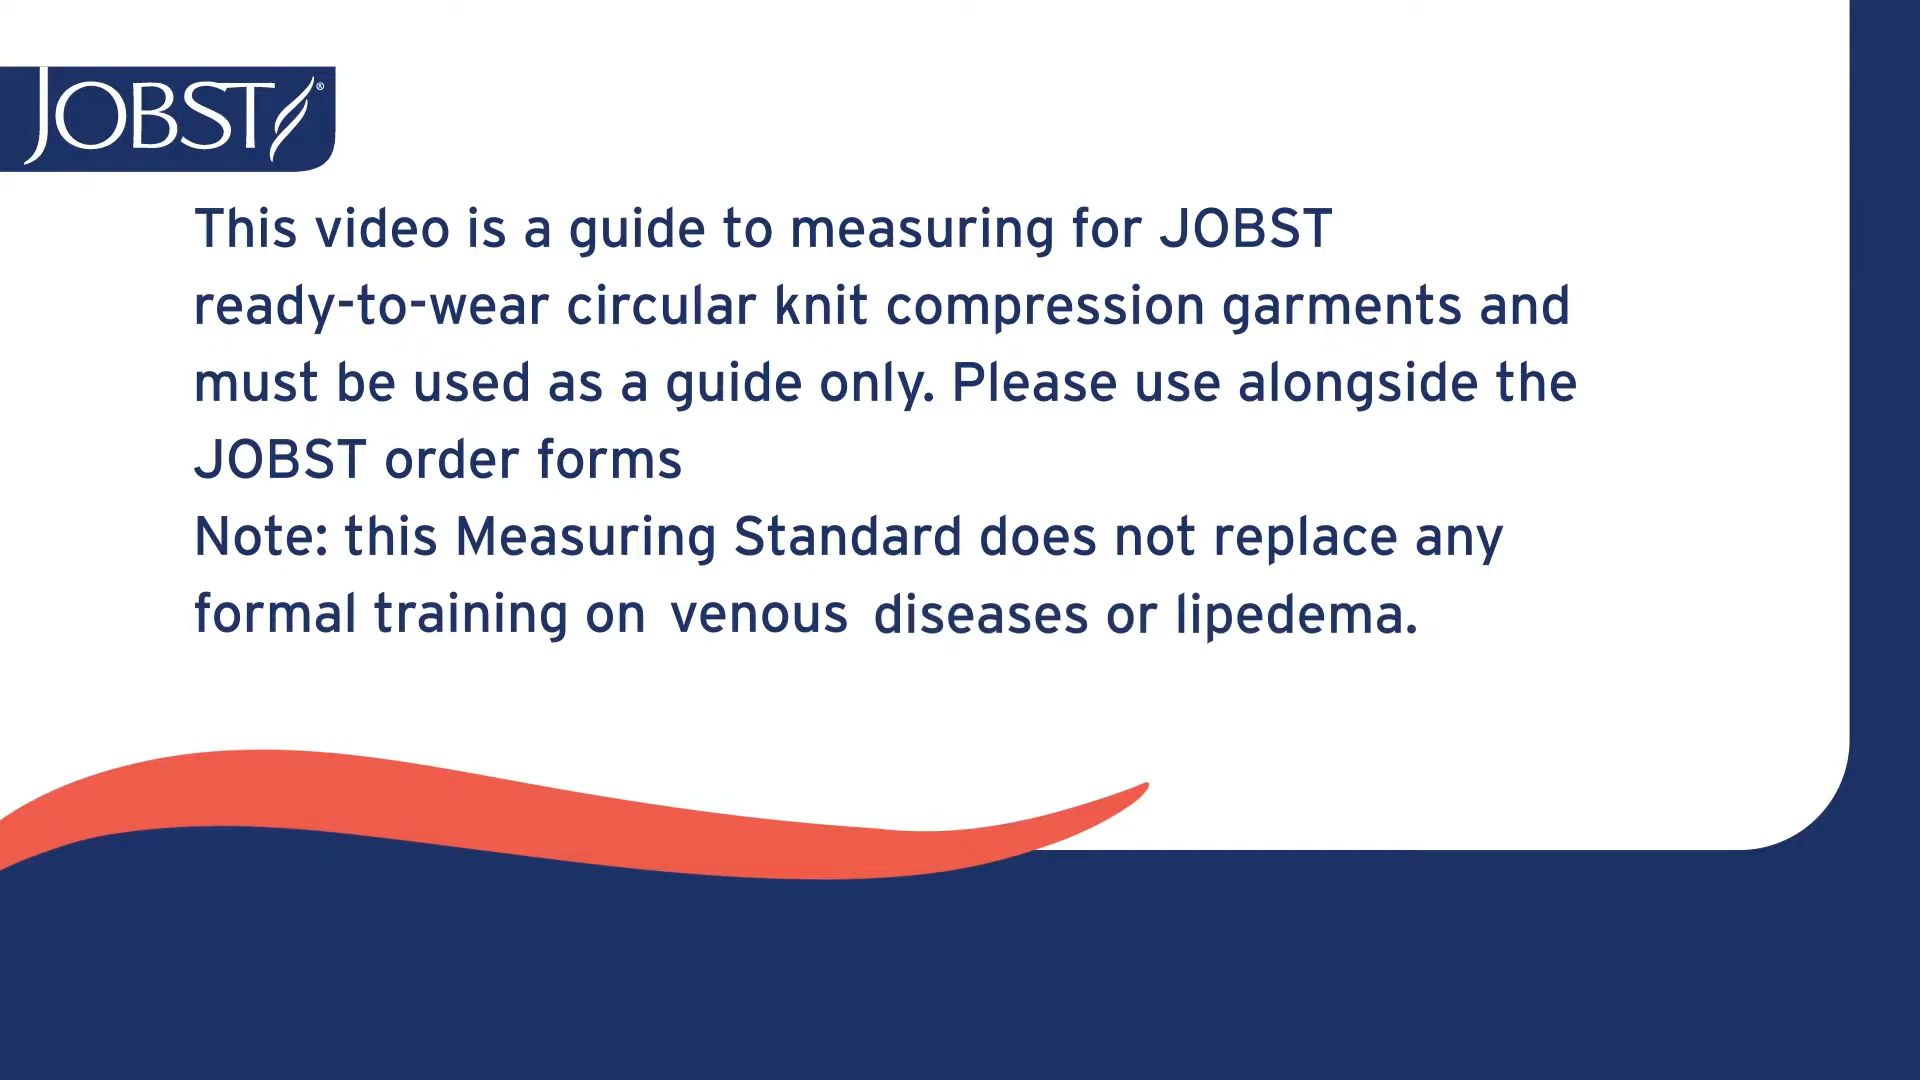 JOBST®
This video is a guide to measuring for JOBST
ready-to-wear circular knit compression garments and
must be used as a guide only. Please use alongside the
JOBST order forms
Note: this Measuring Standard does not replace any
formal training on venous diseases or lipedema.